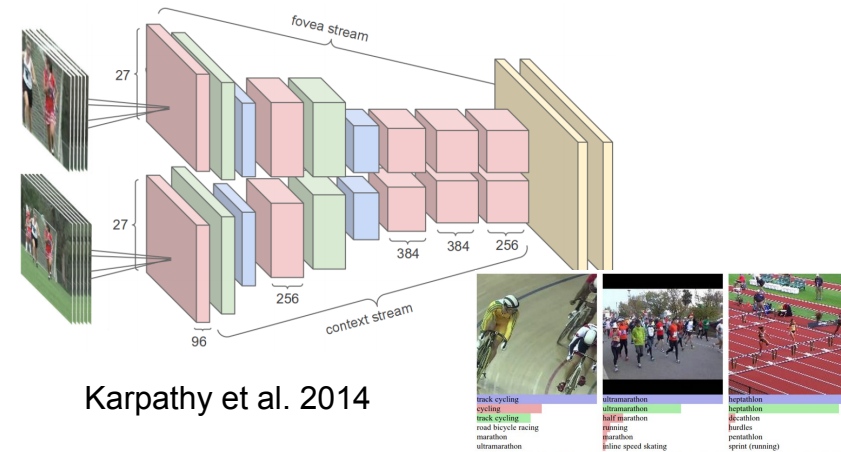 fovea stream
27
27
384
384
256
256
context stream
96
Karpathy et al. 2014
track cycling
cycling
track cycling
road bicycle racing
marathon
ultramarathon
ultramarathon
ultramarathon
half marathon
running
marathon
inline speed skating
heptathlon
heptathlon
decathlon
hurdles
pentathlon
sprint (running)